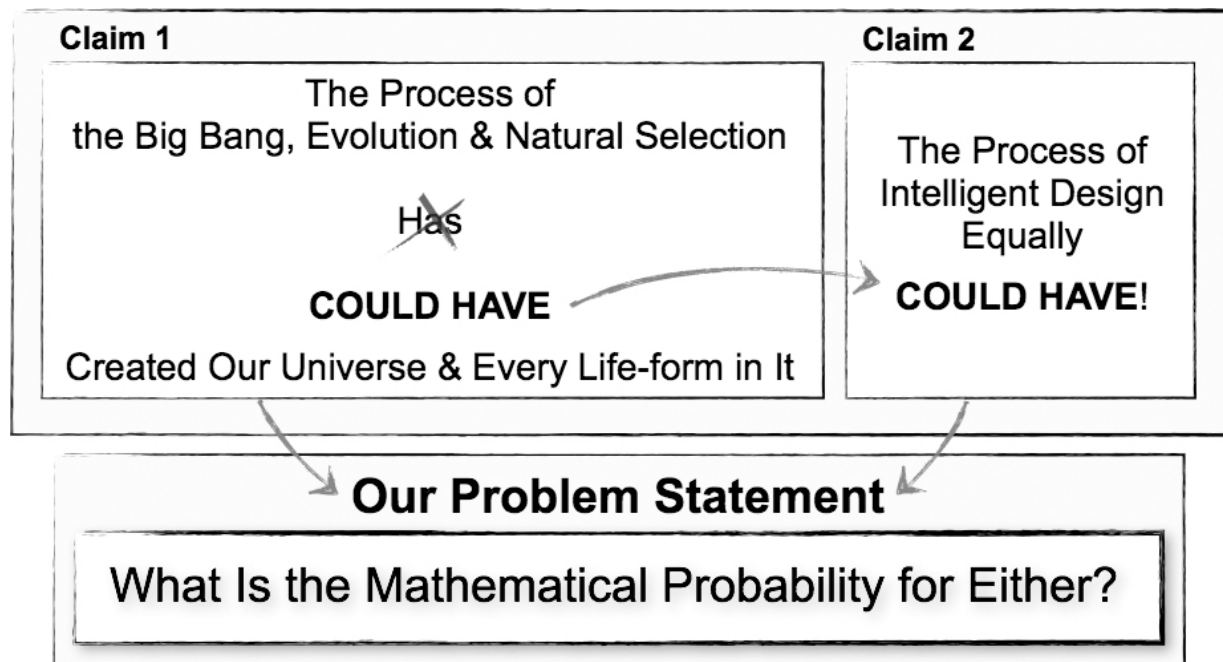 Claim 1
The Process of
the Big Bang, Evolution & Natural Selection
Has
COULD HAVE
Created Our Universe & Every Life-form in It
Claim 2
The Process of
Intelligent Design
Equally
COULD HAVE!
Our Problem Statement
What Is the Mathematical Probability for Either?